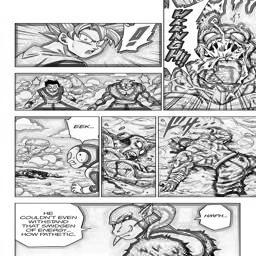 !!
EEK...
HE
COULDN'T EVEN
WITHSTAND
THAT SMIDGEN
OF ENERGY...
HOW PATHETIC.
HMPH...